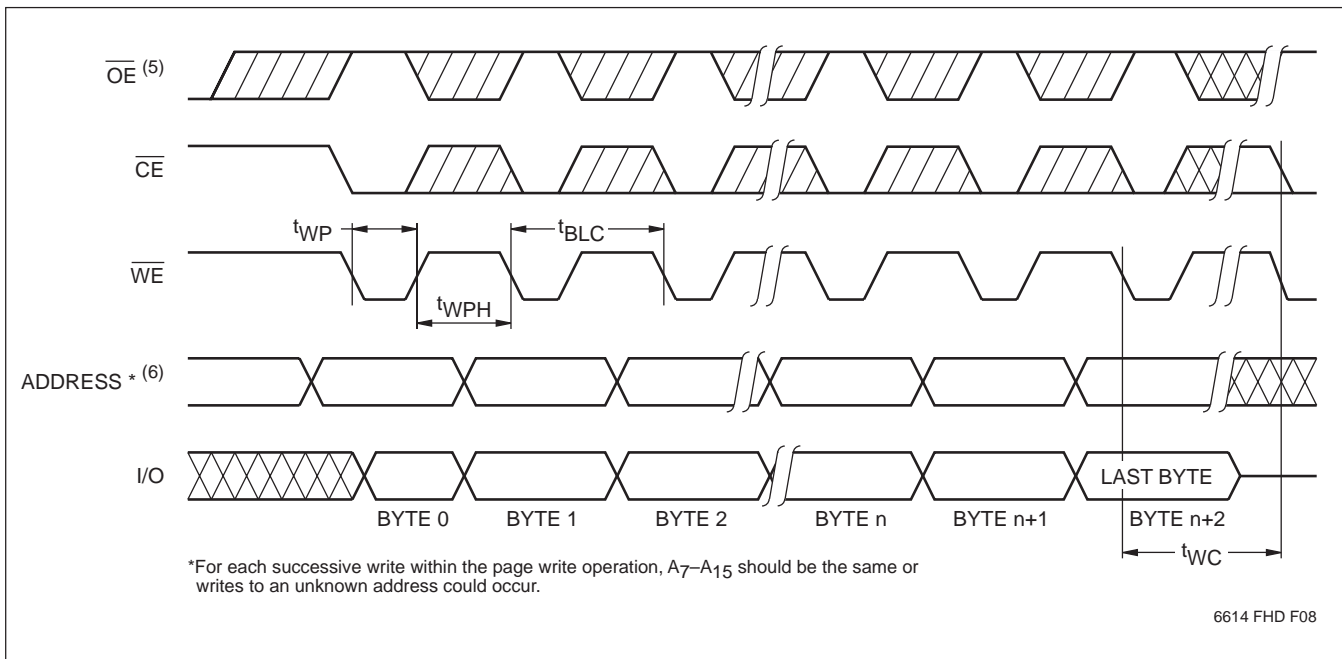 OE (5)
CE
tWP
tBLC
WE
tWPH
ADDRESS * (6)
I/O
LAST BYTE
BYTE 0 BYTE 1 BYTE 2 BYTE n BYTE n+1 BYTE n+2
tWC
*For each successive write within the page write operation, A7–A15 should be the same or
writes to an unknown address could occur.
6614 FHD F08